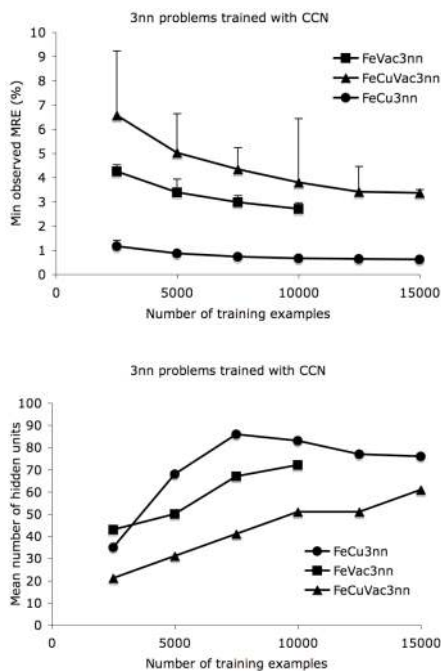 3nn problems trained with CCN
10
9
8
7
6
5
4
3
2
1
0
FeVac3nn
FeCuVac3nn
FeCu3nn
Min observed MRE (%)
0 5000 10000 15000
Number of training examples
3nn problems trained with CCN
100
90
80
70
60
50
40
30
20
10
0
FeCu3nn
FeVac3nn
FeCuVac3nn
Mean number of hidden units
0 5000 10000 15000
Number of training examples